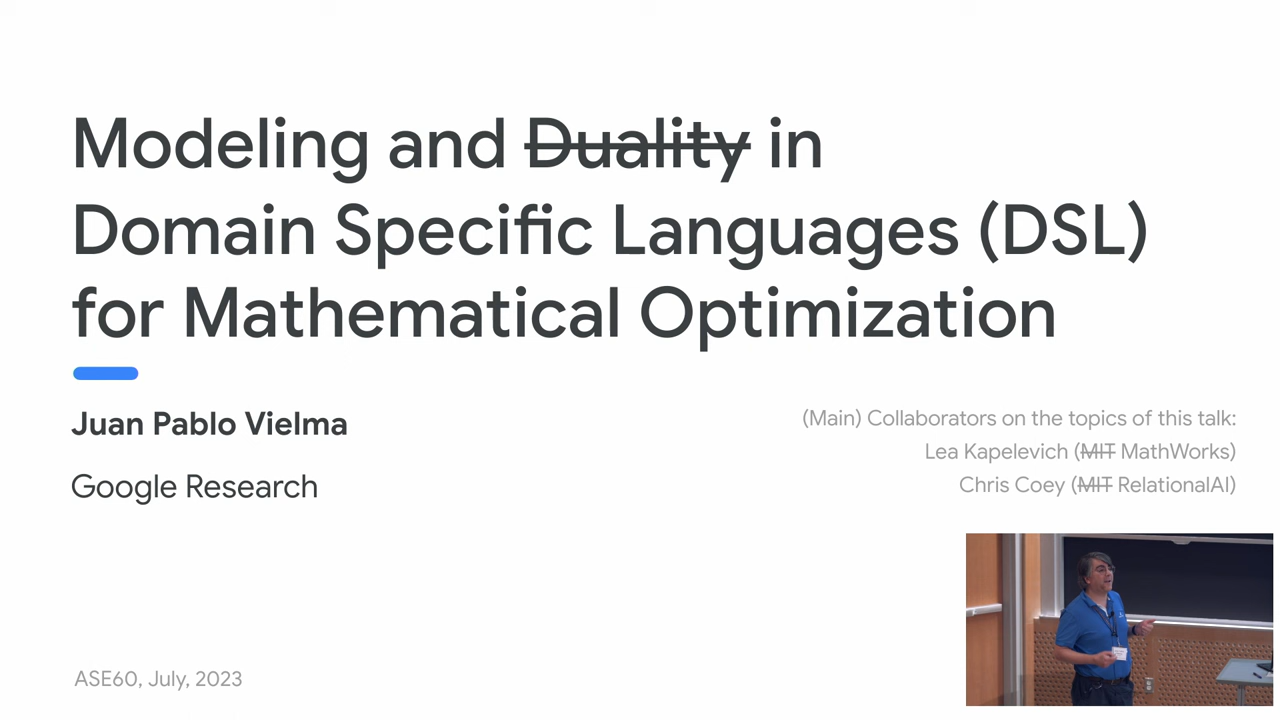 Modeling and Duality in
Domain Specific Languages (DSL)
for Mathematical Optimization
Juan Pablo Vielma
Google Research
(Main) Collaborators on the topics of this talk:
Lea Kapelevich (MIT MathWorks)
Chris Coey (MIT RelationalAI)
ASE60, July, 2023